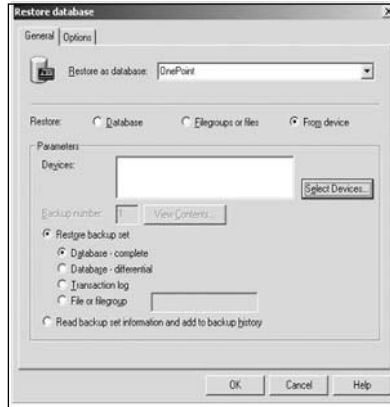 Restore database
General Options
Restore as database: OnePoint
Restore: Database Filegroups or files From device
Parameters
Devices:
Select Devices...
Backup number: 1 View Contents...
Restore backup set
Database - complete
Database - differential
Transaction log
File or filegroup
Read backup set information and add to backup history
OK Cancel Help